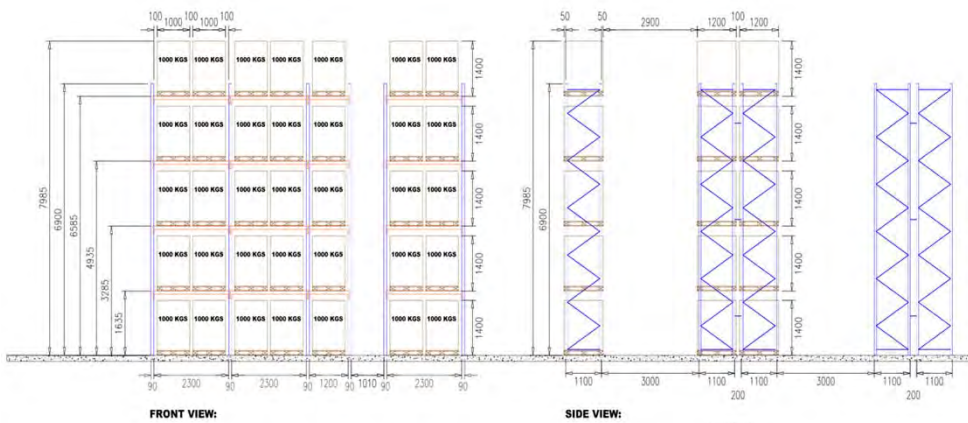 100 100 100
1000 1000
50 50 2900 1200 100 1200
1000 KGS 1000 KGS 1000 KGS 1000 KGS 1000 KGS 1000 KGS 1000 KGS
1400 1400
1000 KGS 1000 KGS 1000 KGS 1000 KGS 1000 KGS 1000 KGS 1000 KGS
1400 1400
1000 KGS 1000 KGS 1000 KGS 1000 KGS 1000 KGS 1000 KGS 1000 KGS
1400 1400
1000 KGS 1000 KGS 1000 KGS 1000 KGS 1000 KGS 1000 KGS 1000 KGS
1400 1400
1000 KGS 1000 KGS 1000 KGS 1000 KGS 1000 KGS 1000 KGS 1000 KGS
1400 1400
7985 6900 6585 4935 3285 1635
7985 6900
90 2300 90 2300 90 1200 90 1010 90 2300 90
1100 3000 1100 1100 3000 1100 1100
200 200
FRONT VIEW: SIDE VIEW: